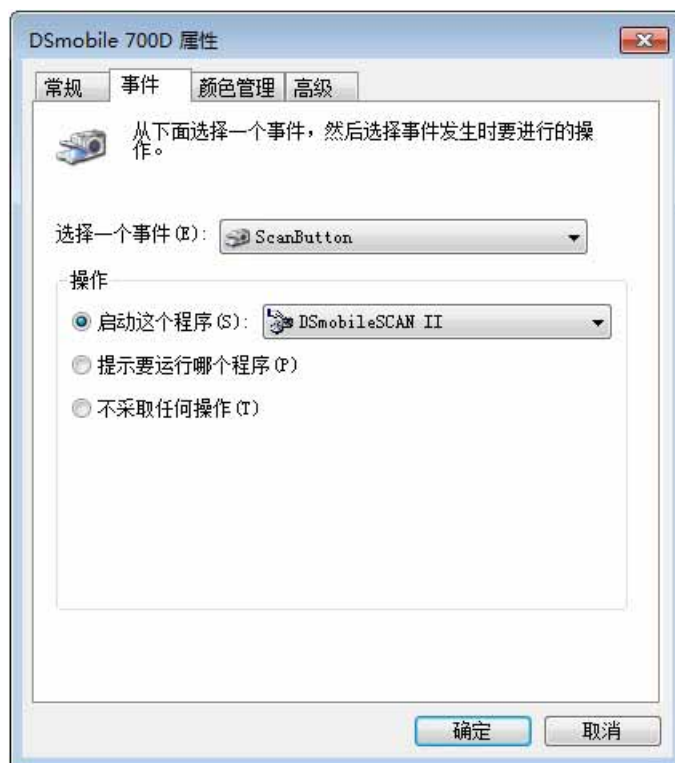 DSmobile 700D 属性
常规 事件 颜色管理 高级
从下面选择一个事件，然后选择事件发生时要进行的操
作。
选择一个事件(E): ScanButton
操作
启动这个程序(S): DSmobileSCAN II
提示要运行哪个程序(P)
不采取任何操作(T)
确定 取消